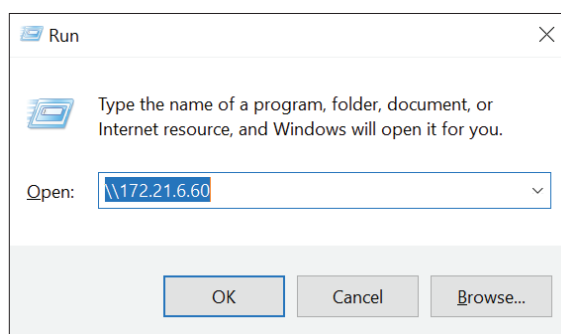 Run
Type the name of a program, folder, document, or
Internet resource, and Windows will open it for you.
Open: \\172.21.6.60
OK Cancel Browse...